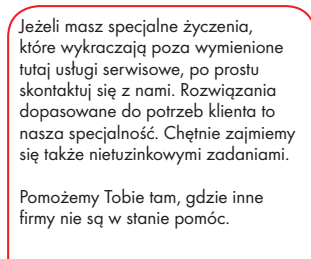 Jeżeli masz specjalne życzenia,
które wykraczają poza wymienione
tutaj usługi serwisowe, po prostu
skontaktuj się z nami. Rozwiązania
dopasowane do potrzeb klienta to
nasza specjalność. Chętnie zajmiemy
się także nietuzinkowymi zadaniami.

Pomożemy Tobie tam, gdzie inne
firmy nie są w stanie pomóc.